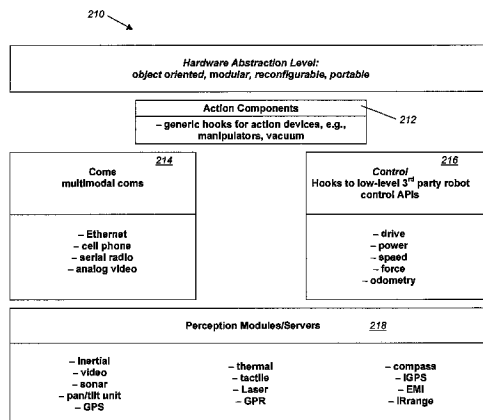 210
Hardware Abstraction Level:
object oriented, modular, reconfigurable, portable
Action Components
– generic hooks for action devices, e.g.,
manipulators, vacuum
212
214
Come
multimodal coms
– Ethernet
– cell phone
– serial radio
– analog video
216
Control
Hooks to low-level 3rd party robot
control APIs
– drive
– power
– speed
– force
– odometry
Perception Modules/Servers 218
– Inertial
– video
– sonar
– pan/tilt unit
– GPS
– thermal
– tactile
– Laser
– GPR
– compass
– IGPS
– EMI
– IRrange